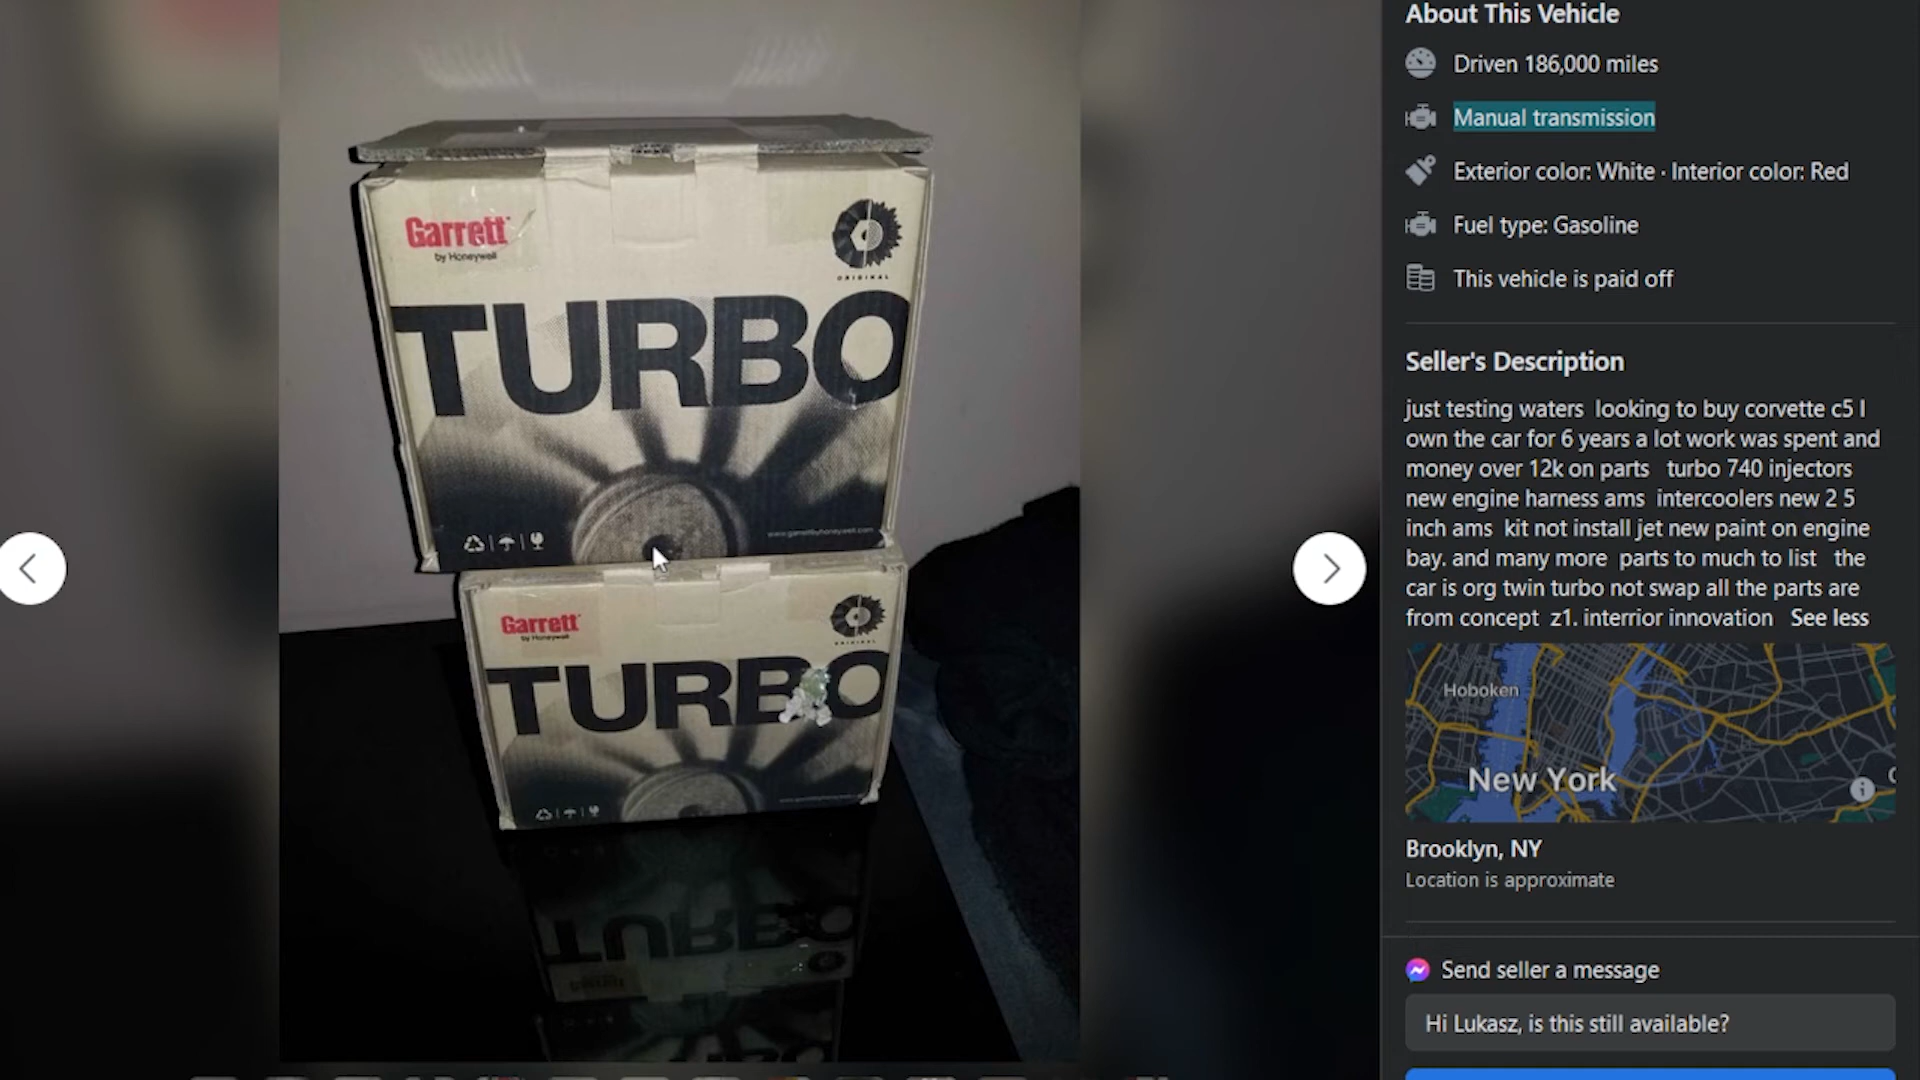 Garrett
by Honeywell
ORIGINAL
TURBO
www.garrettbyhoneywell.com
Garrett
by Honeywell
ORIGINAL
TURBO
About This Vehicle
Driven 186,000 miles
Manual transmission
Exterior color: White · Interior color: Red
Fuel type: Gasoline
This vehicle is paid off
Seller's Description
just testing waters looking to buy corvette c5 I
own the car for 6 years a lot work was spent and
money over 12k on parts turbo 740 injectors
new engine harness ams intercoolers new 2 5
inch ams kit not install jet new paint on engine
bay. and many more parts to much to list the
car is org twin turbo not swap all the parts are
from concept z1. interrior innovation See less
Hoboken
New York
Brooklyn, NY
Location is approximate
Send seller a message
Hi Lukasz, is this still available?